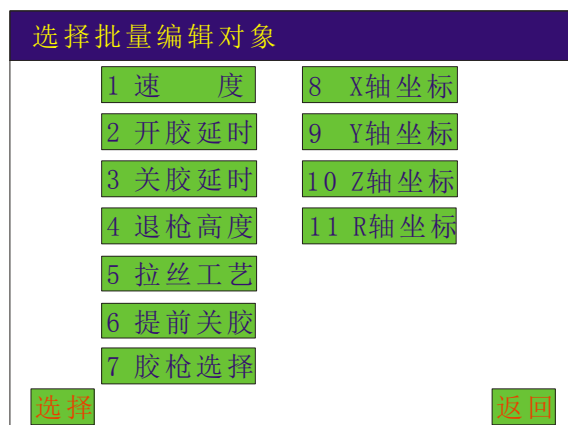 选择批量编辑对象
1 速 度
2 开胶延时
3 关胶延时
4 退枪高度
5 拉丝工艺
6 提前关胶
7 胶枪选择
8 X轴坐标
9 Y轴坐标
10 Z轴坐标
11 R轴坐标
选择
返回